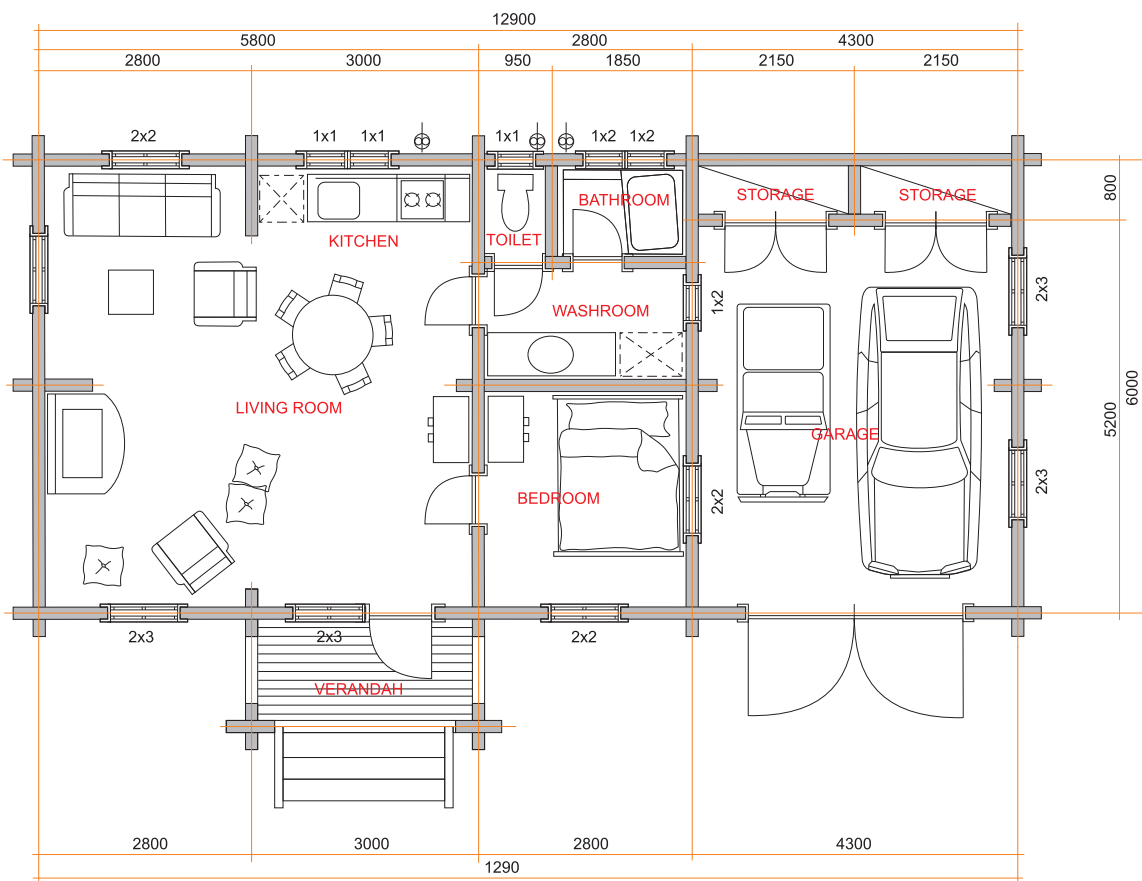 12900
5800 2800 4300
2800 3000 950 1850 2150 2150
2x2 1x1 1x1 1x1 1x2 1x2
800
STORAGE STORAGE
BATHROOM
KITCHEN TOILET
2x3
1x2
WASHROOM
6000
LIVING ROOM
5200
GARAGE
2x3
BEDROOM
2x2
2x3 2x3 2x2
VERANDAH
2800 3000 2800 4300
1290